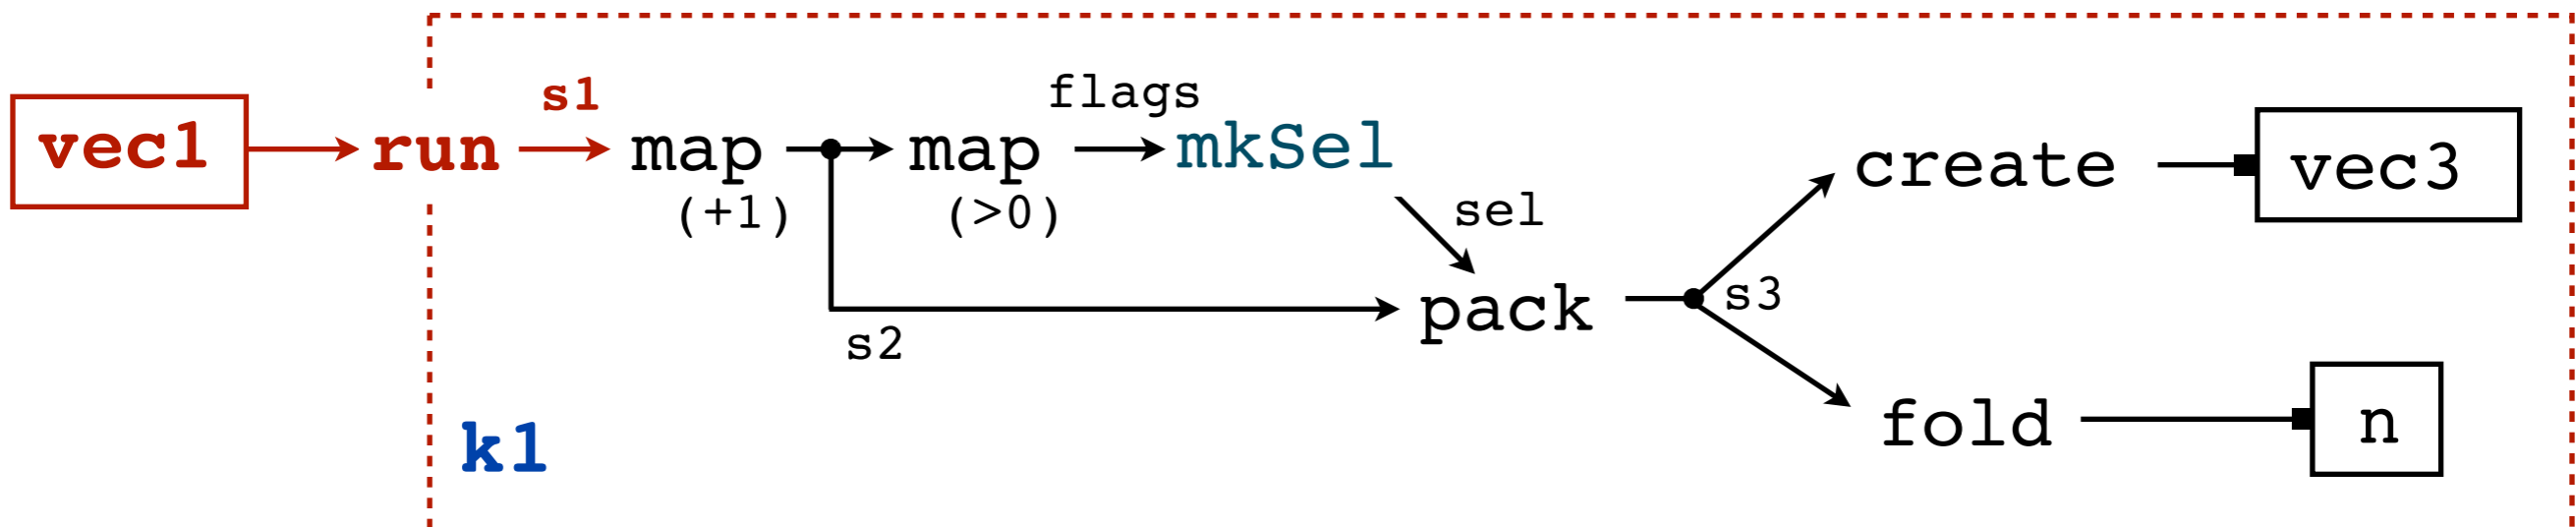 vec1
run
s1
map
(+1)
map
(>0)
flags
mkSel
sel
s2
pack
s3
create
vec3
fold
n
k1